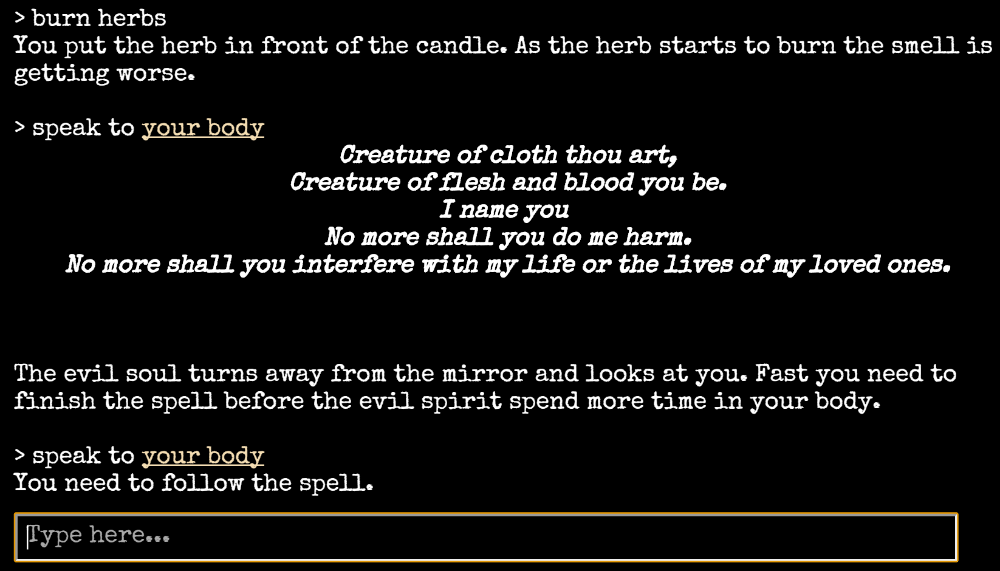 > burn herbs
You put the herb in front of the candle. As the herb starts to burn the smell is
getting worse.
> speak to your body
Creature of cloth thou art,
Creature of flesh and blood you be.
I name you
No more shall you do me harm.
No more shall you interfere with my life or the lives of my loved ones.
The evil soul turns away from the mirror and looks at you. Fast you need to
finish the spell before the evil spirit spend more time in your body.
> speak to your body
You need to follow the spell.
Type here...